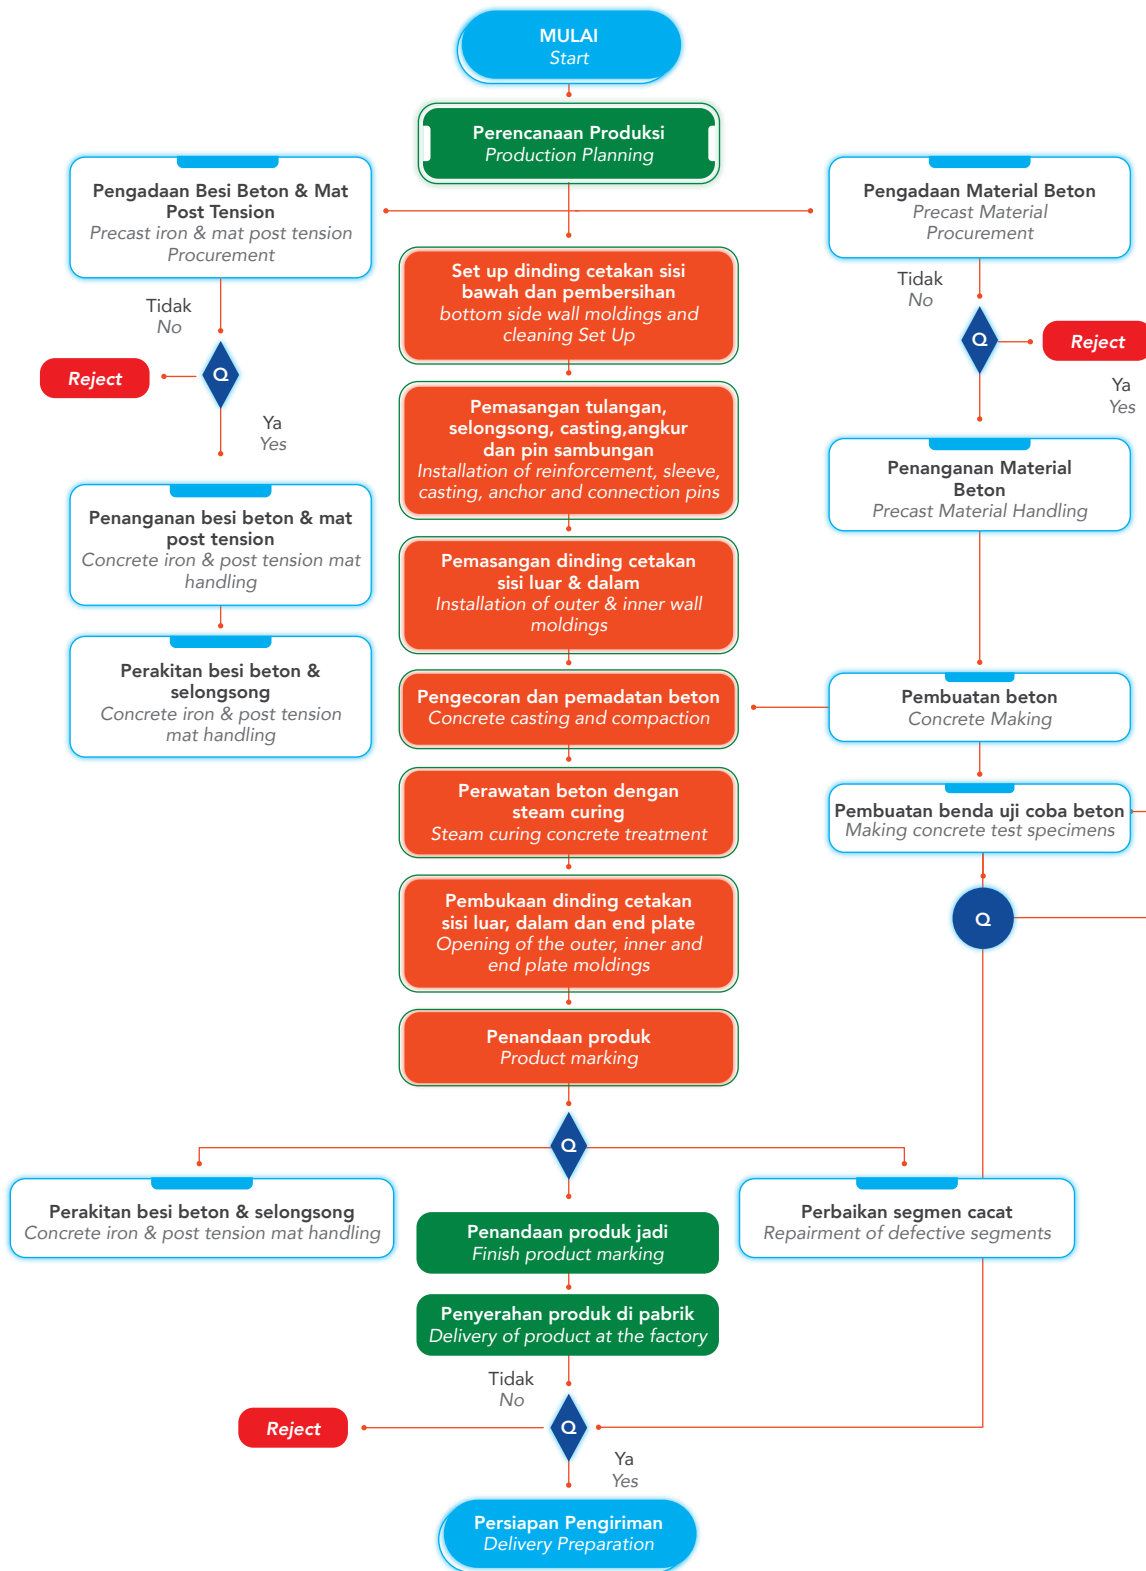 MULAI
Start
Perencanaan Produksi
Production Planning
Pengadaan Besi Beton & Mat
Post Tension
Precast iron & mat post tension
Procurement
Pengadaan Material Beton
Precast Material
Procurement
Set up dinding cetakan sisi
bawah dan pembersihan
bottom side wall moldings and
cleaning Set Up
Tidak
No
Q
Reject
Ya
Yes
Tidak
No
Q
Reject
Ya
Yes
Pemasangan tulangan,
selongsong, casting,angkur
dan pin sambungan
Installation of reinforcement, sleeve,
casting, anchor and connection pins
Penanganan besi beton & mat
post tension
Concrete iron & post tension mat
handling
Penanganan Material
Beton
Precast Material Handling
Pemasangan dinding cetakan
sisi luar & dalam
Installation of outer & inner wall
moldings
Perakitan besi beton &
selongsong
Concrete iron & post tension
mat handling
Pengecoran dan pemadatan beton
Concrete casting and compaction
Pembuatan beton
Concrete Making
Perawatan beton dengan
steam curing
Steam curing concrete treatment
Pembuatan benda uji coba beton
Making concrete test specimens
Q
Pembukaan dinding cetakan
sisi luar, dalam dan end plate
Opening of the outer, inner and
end plate moldings
Penandaan produk
Product marking
Q
Perakitan besi beton & selongsong
Concrete iron & post tension mat handling
Penandaan produk jadi
Finish product marking
Perbaikan segmen cacat
Repairment of defective segments
Penyerahan produk di pabrik
Delivery of product at the factory
Tidak
No
Reject
Q
Ya
Yes
Persiapan Pengiriman
Delivery Preparation